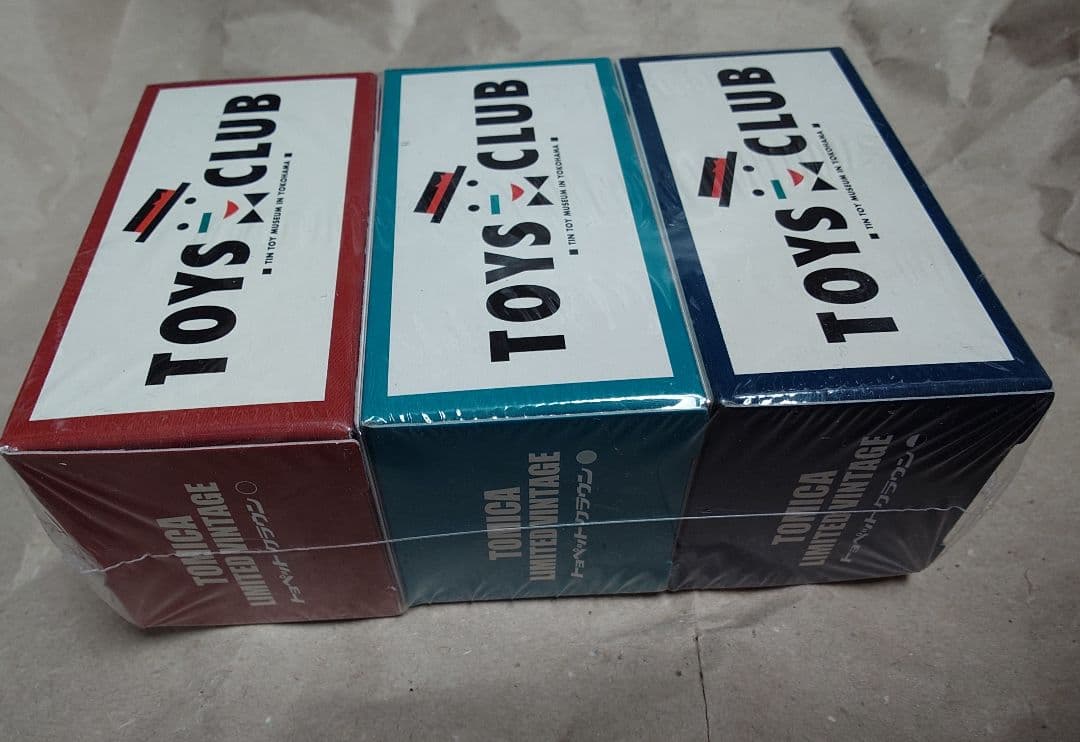 TOYS CLUB
■ TIN TOY MUSEUM IN YOKOHAMA ■
TOYS CLUB
■ TIN TOY MUSEUM IN YOKOHAMA ■
TOYS CLUB
■ TIN TOY MUSEUM IN YOKOHAMA ■
TOMICA
LIMITED VINTAGE
トヨペット クラウン ○
TOMICA
LIMITED VINTAGE
トヨペット クラウン ●
TOMICA
LIMITED VINTAGE
トヨペット クラウン ●